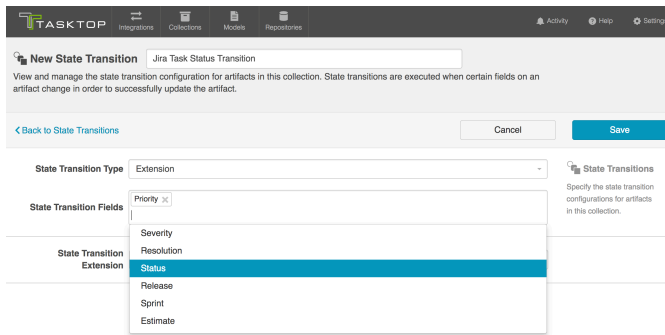 TASKTOP
Integrations
Collections
Models
Repositories
Activity
Help
Settings
New State Transition
Jira Task Status Transition
View and manage the state transition configuration for artifacts in this collection. State transitions are executed when certain fields on an
artifact change in order to successfully update the artifact.
Back to State Transitions
Cancel
Save
State Transition Type
Extension
State Transition Fields
Priority
Severity
Resolution
Status
Release
Sprint
Estimate
State Transition
Extension
State Transitions
Specify the state transition
configurations for artifacts
in this collection.